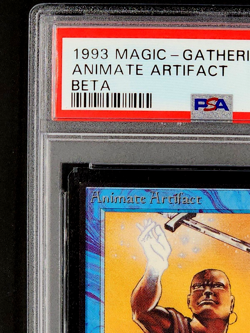 1993 MAGIC-GATHERI
ANIMATE ARTIFACT
BETA
PSA
Animate Artifact